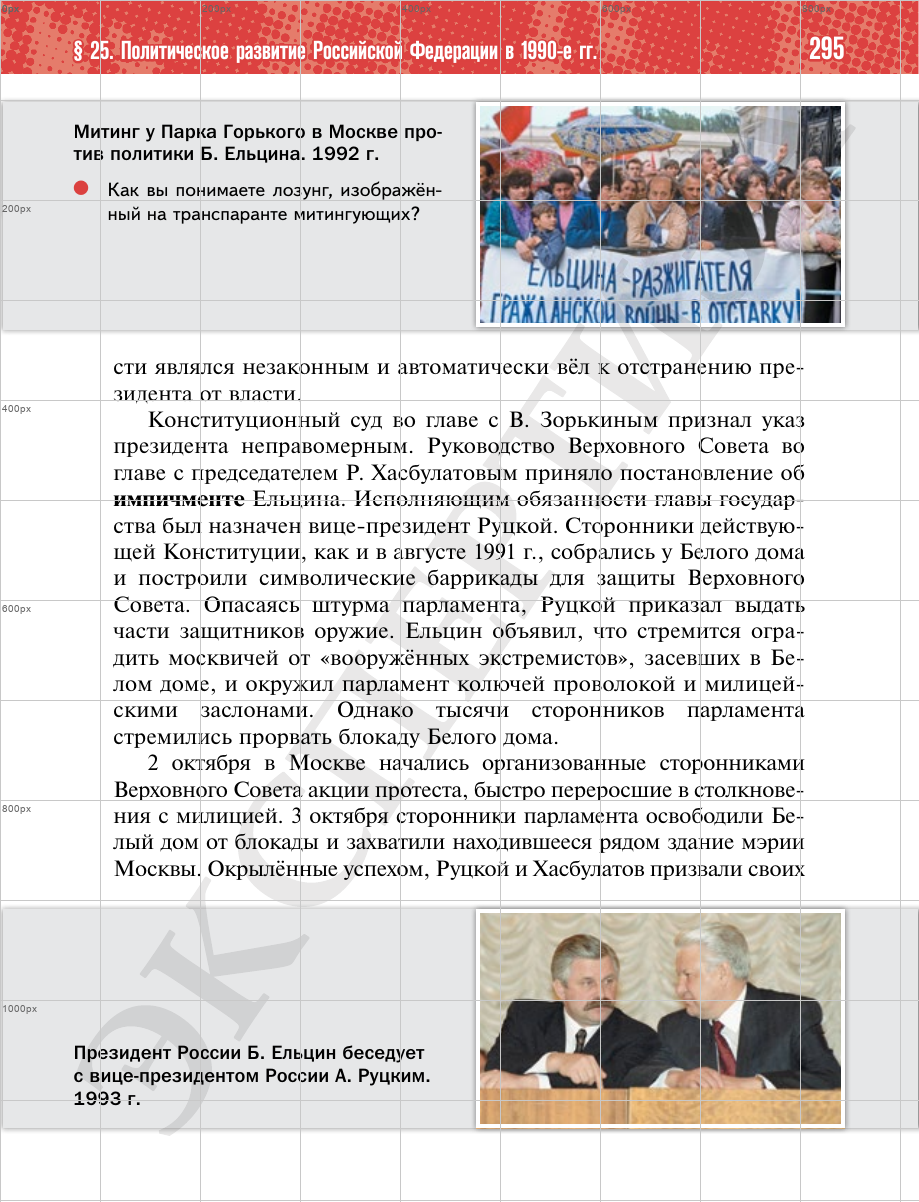 § 25. Политическое развитие Российской Федерации в 1990-е гг.
295
Митинг у Парка Горького в Москве про-
тив политики Б. Ельцина. 1992 г.
Как вы понимаете лозунг, изображён-
ный на транспаранте митингующих?
ЕЛЬЦИНА - РАЗЖИГАТЕЛЯ
ГРАЖДАНСКОЙ ВОЙНЫ - В ОТСТАВКУ!
200px
сти являлся незаконным и автоматически вёл к отстранению пре-
зидента от власти.
400px
Конституционный суд во главе с В. Зорькиным признал указ
президента неправомерным. Руководство Верховного Совета во
главе с председателем Р. Хасбулатовым приняло постановление об
импичменте Ельцина. Исполняющим обязанности главы государ-
ства был назначен вице-президент Руцкой. Сторонники действую-
щей Конституции, как и в августе 1991 г., собрались у Белого дома
и построили символические баррикады для защиты Верховного
Совета. Опасаясь штурма парламента, Руцкой приказал выдать
600px
части защитников оружие. Ельцин объявил, что стремится огра-
дить москвичей от «вооружённых экстремистов», засевших в Бе-
лом доме, и окружил парламент колючей проволокой и милицей-
скими заслонами. Однако тысячи сторонников парламента
стремились прорвать блокаду Белого дома.
2 октября в Москве начались организованные сторонниками
Верховного Совета акции протеста, быстро переросшие в столкнове-
800px
ния с милицией. 3 октября сторонники парламента освободили Бе-
лый дом от блокады и захватили находившееся рядом здание мэрии
Москвы. Окрылённые успехом, Руцкой и Хасбулатов призвали своих
1000px
Президент России Б. Ельцин беседует
с вице-президентом России А. Руцким.
1993 г.